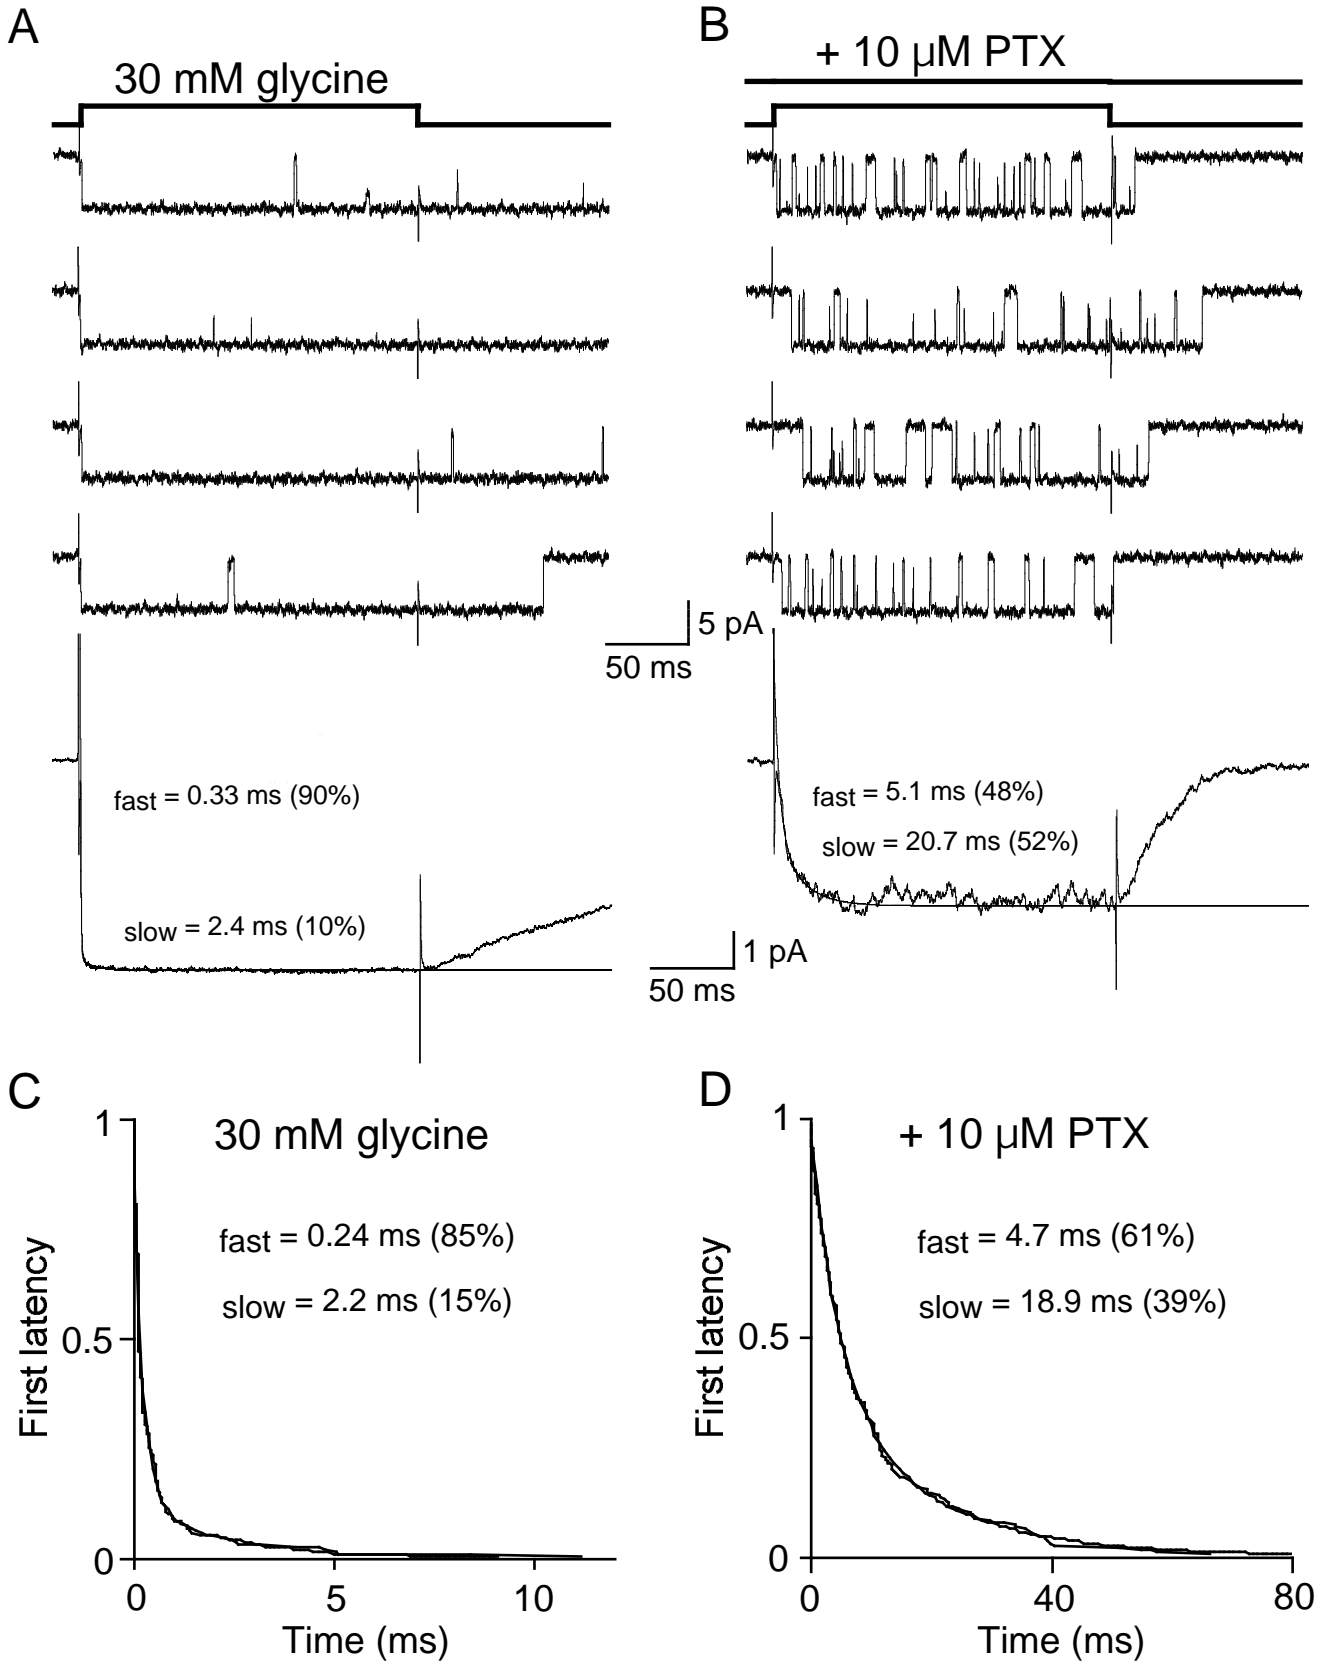 A
30 mM glycine
B
+ 10 µM PTX
5 pA
50 ms
fast = 0.33 ms (90%)
slow = 2.4 ms (10%)
fast = 5.1 ms (48%)
slow = 20.7 ms (52%)
1 pA
50 ms
C
30 mM glycine
1
0.5
0
First latency
fast = 0.24 ms (85%)
slow = 2.2 ms (15%)
0 5 10
Time (ms)
D
+ 10 µM PTX
1
0.5
0
First latency
fast = 4.7 ms (61%)
slow = 18.9 ms (39%)
0 40 80
Time (ms)